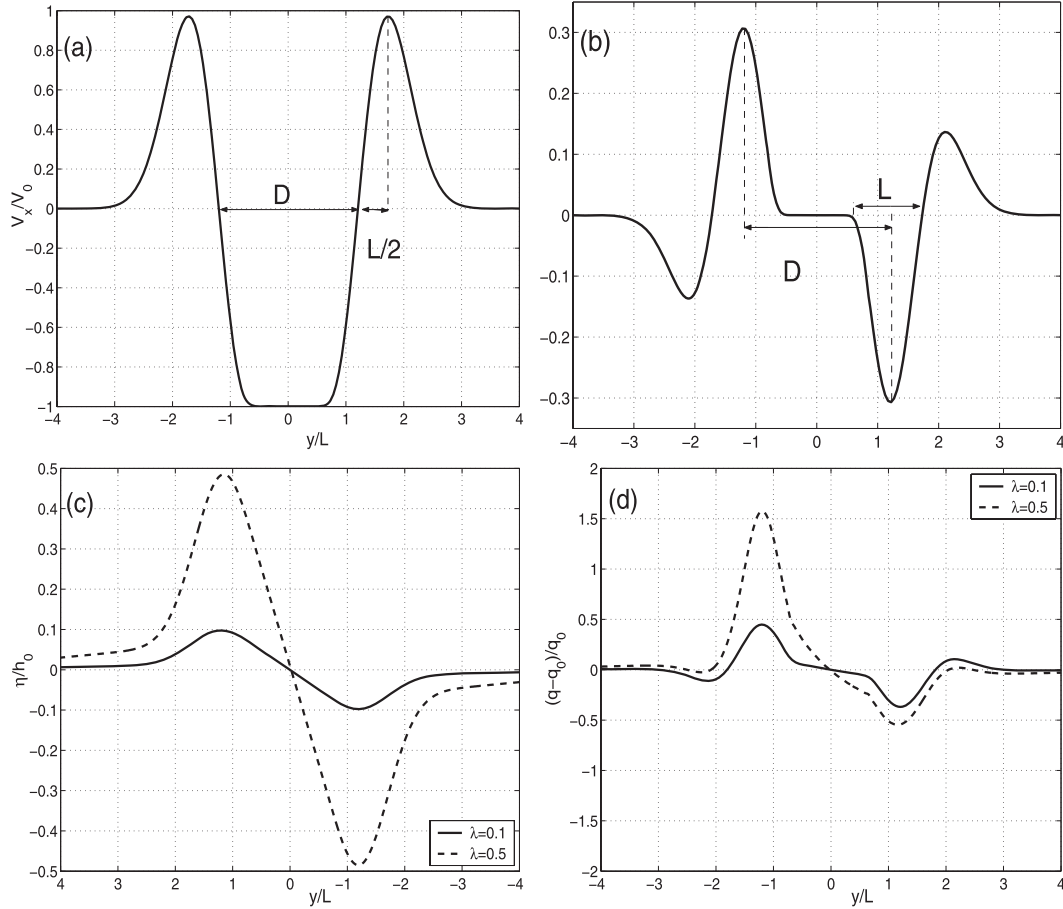 (a)
1
0.8
0.6
0.4
0.2
0
−0.2
−0.4
−0.6
−0.8
−1
Vx/V0
D
L/2
−4 −3 −2 −1 0 1 2 3 4
y/L
(b)
0.3
0.2
0.1
0
−0.1
−0.2
−0.3
L
D
−4 −3 −2 −1 0 1 2 3 4
y/L
(c)
0.5
0.4
0.3
0.2
0.1
0
−0.1
−0.2
−0.3
−0.4
−0.5
η/h0
λ=0.1
λ=0.5
4 3 2 1 0 −1 −2 −3 −4
y/L
(d)
2
1.5
1
0.5
0
−0.5
−1
−1.5
−2
(q−q0)/q0
λ=0.1
λ=0.5
−4 −3 −2 −1 0 1 2 3 4
y/L